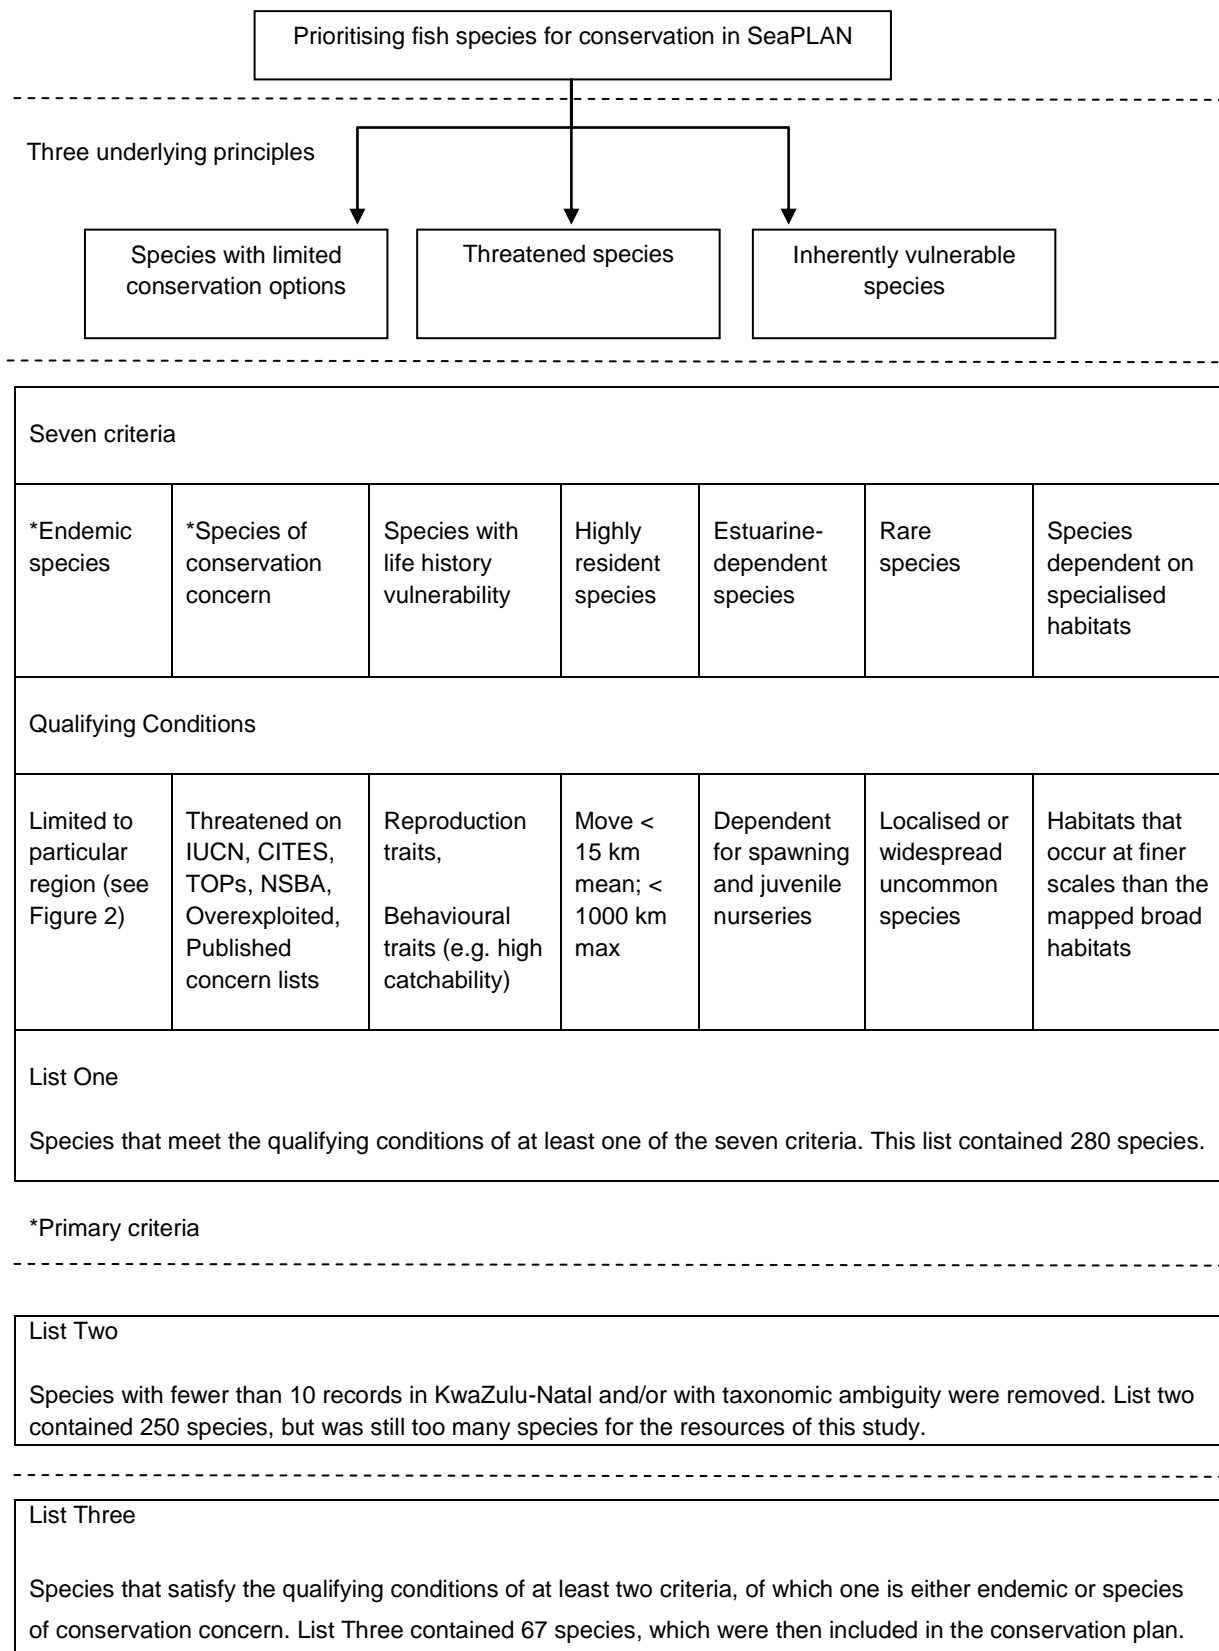 Prioritising fish species for conservation in SeaPLAN
Three underlying principles
Species with limited
conservation options
Threatened species
Inherently vulnerable
species
Seven criteria
*Endemic
species
*Species of
conservation
concern
Species with
life history
vulnerability
Highly
resident
species
Estuarine-
dependent
species
Rare
species
Species
dependent on
specialised
habitats
Qualifying Conditions
Limited to
particular
region (see
Figure 2)
Threatened on
IUCN, CITES,
TOPs, NSBA,
Overexploited,
Published
concern lists
Reproduction
traits,
Behavioural
traits (e.g. high
catchability)
Move <
15 km
mean; <
1000 km
max
Dependent
for spawning
and juvenile
nurseries
Localised or
widespread
uncommon
species
Habitats that
occur at finer
scales than the
mapped broad
habitats
List One
Species that meet the qualifying conditions of at least one of the seven criteria. This list contained 280 species.
*Primary criteria
List Two
Species with fewer than 10 records in KwaZulu-Natal and/or with taxonomic ambiguity were removed. List two
contained 250 species, but was still too many species for the resources of this study.
List Three
Species that satisfy the qualifying conditions of at least two criteria, of which one is either endemic or species
of conservation concern. List Three contained 67 species, which were then included in the conservation plan.